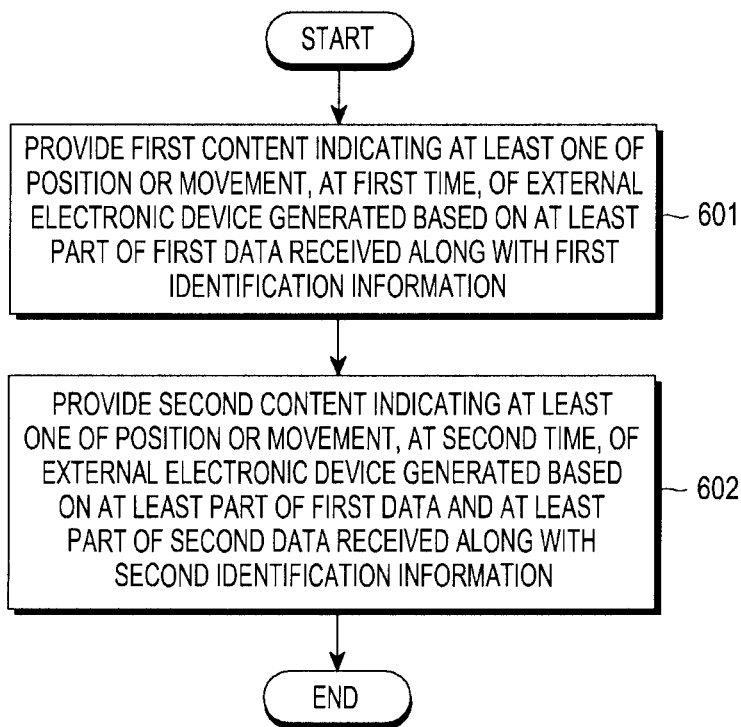 START
PROVIDE FIRST CONTENT INDICATING AT LEAST ONE OF
POSITION OR MOVEMENT, AT FIRST TIME, OF EXTERNAL
ELECTRONIC DEVICE GENERATED BASED ON AT LEAST
PART OF FIRST DATA RECEIVED ALONG WITH FIRST
IDENTIFICATION INFORMATION
601
PROVIDE SECOND CONTENT INDICATING AT LEAST
ONE OF POSITION OR MOVEMENT, AT SECOND TIME, OF
EXTERNAL ELECTRONIC DEVICE GENERATED BASED
ON AT LEAST PART OF FIRST DATA AND AT LEAST
PART OF SECOND DATA RECEIVED ALONG WITH
SECOND IDENTIFICATION INFORMATION
602
END